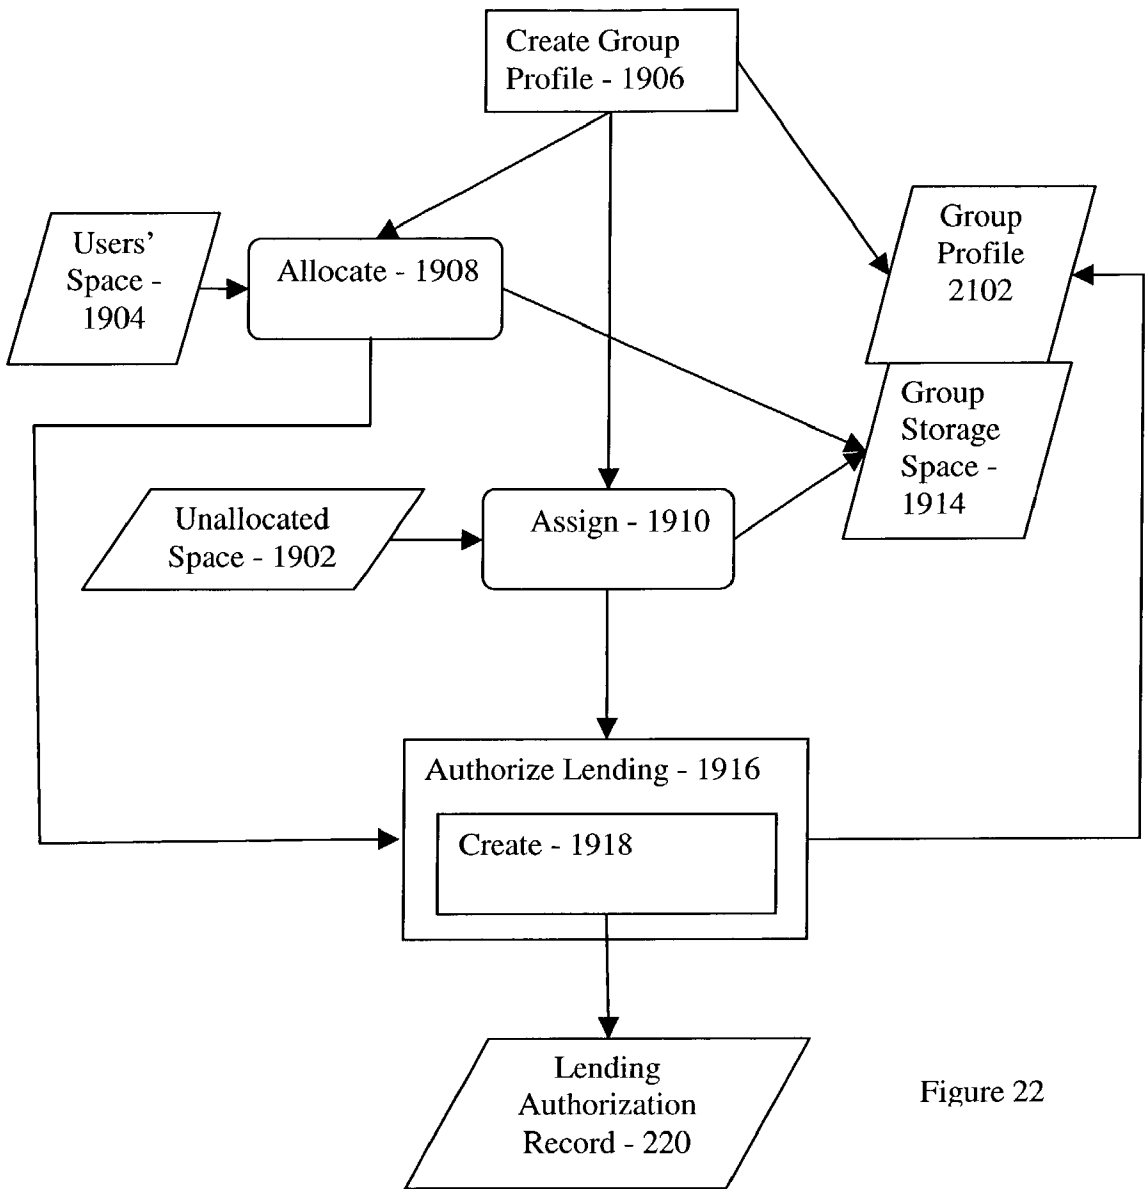 Create Group
Profile - 1906
Users’
Space -
1904
Allocate - 1908
Group
Profile
2102
Group
Storage
Space -
1914
Unallocated
Space - 1902
Assign - 1910
Authorize Lending - 1916
Create - 1918
Lending
Authorization
Record - 220
Figure 22